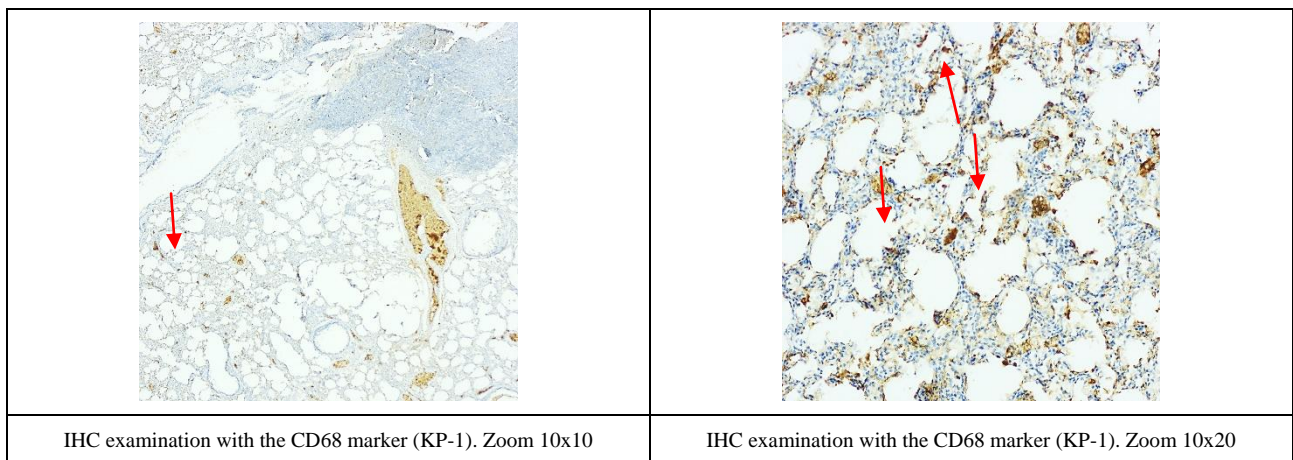 IHC examination with the CD68 marker (KP-1). Zoom 10x10
IHC examination with the CD68 marker (KP-1). Zoom 10x20